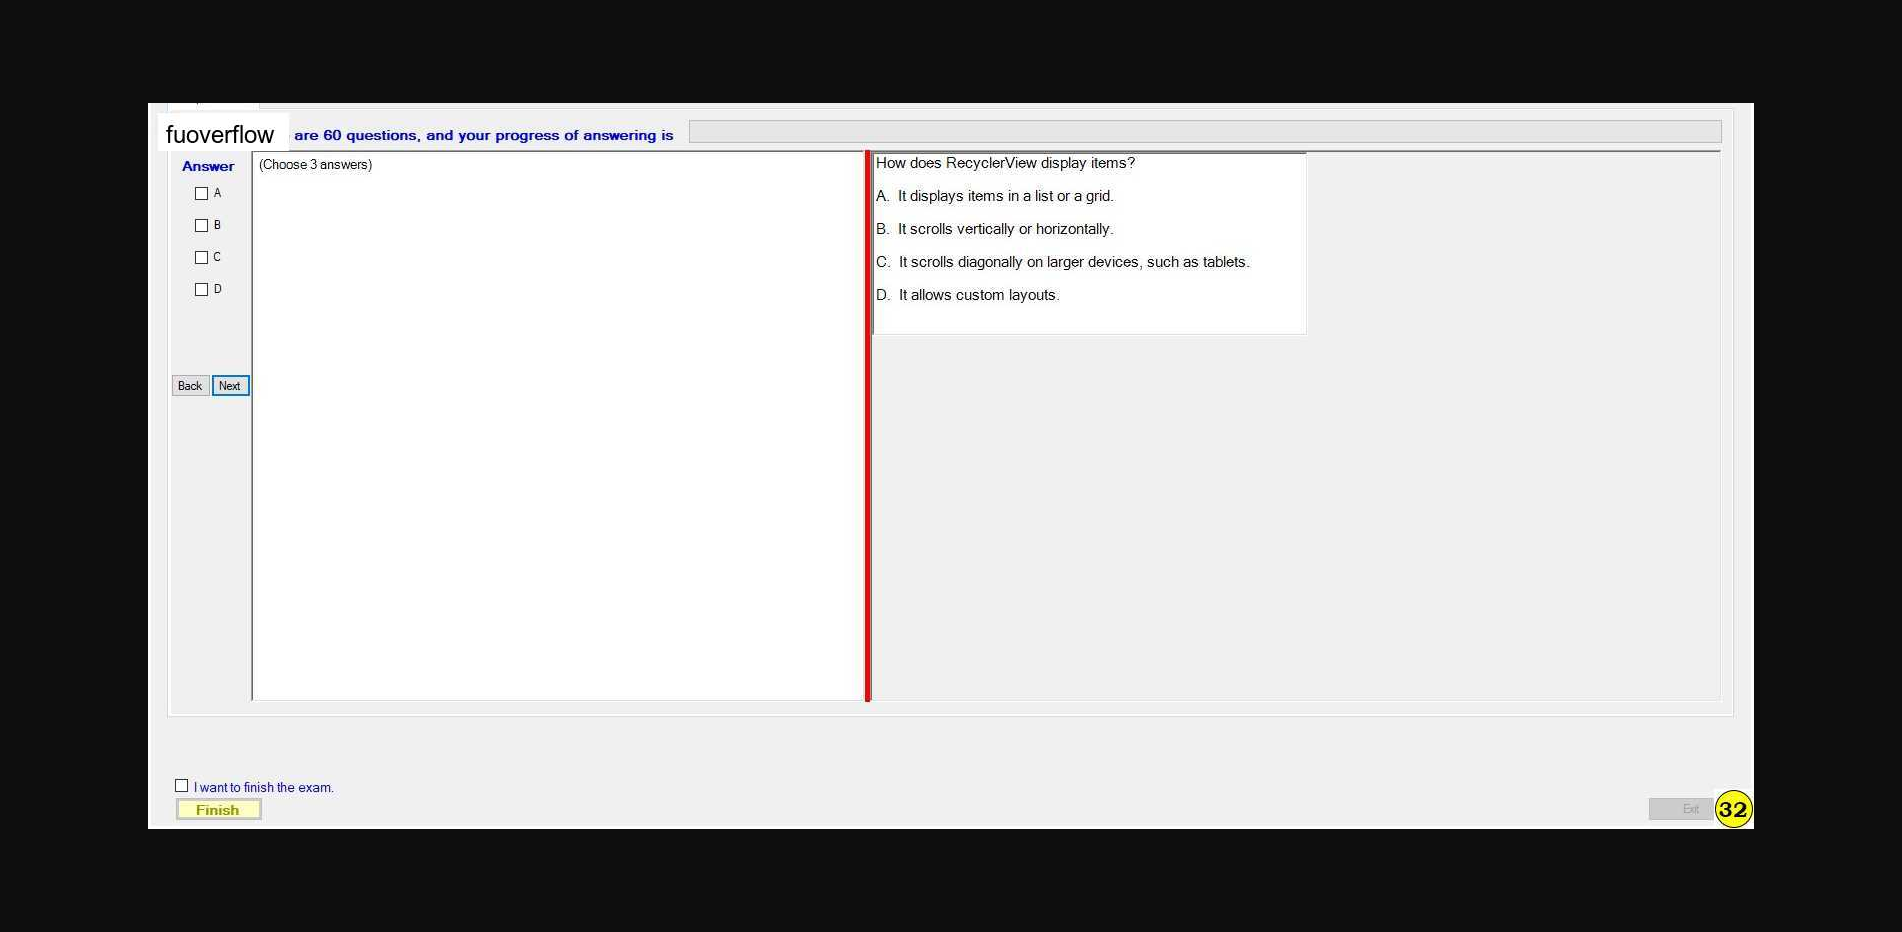 fuoverflow are 60 questions, and your progress of answering is
Answer
(Choose 3 answers)
A
B
C
D
Back Next
How does RecyclerView display items?
A. It displays items in a list or a grid.
B. It scrolls vertically or horizontally.
C. It scrolls diagonally on larger devices, such as tablets.
D. It allows custom layouts.
I want to finish the exam.
Finish
Exit
32